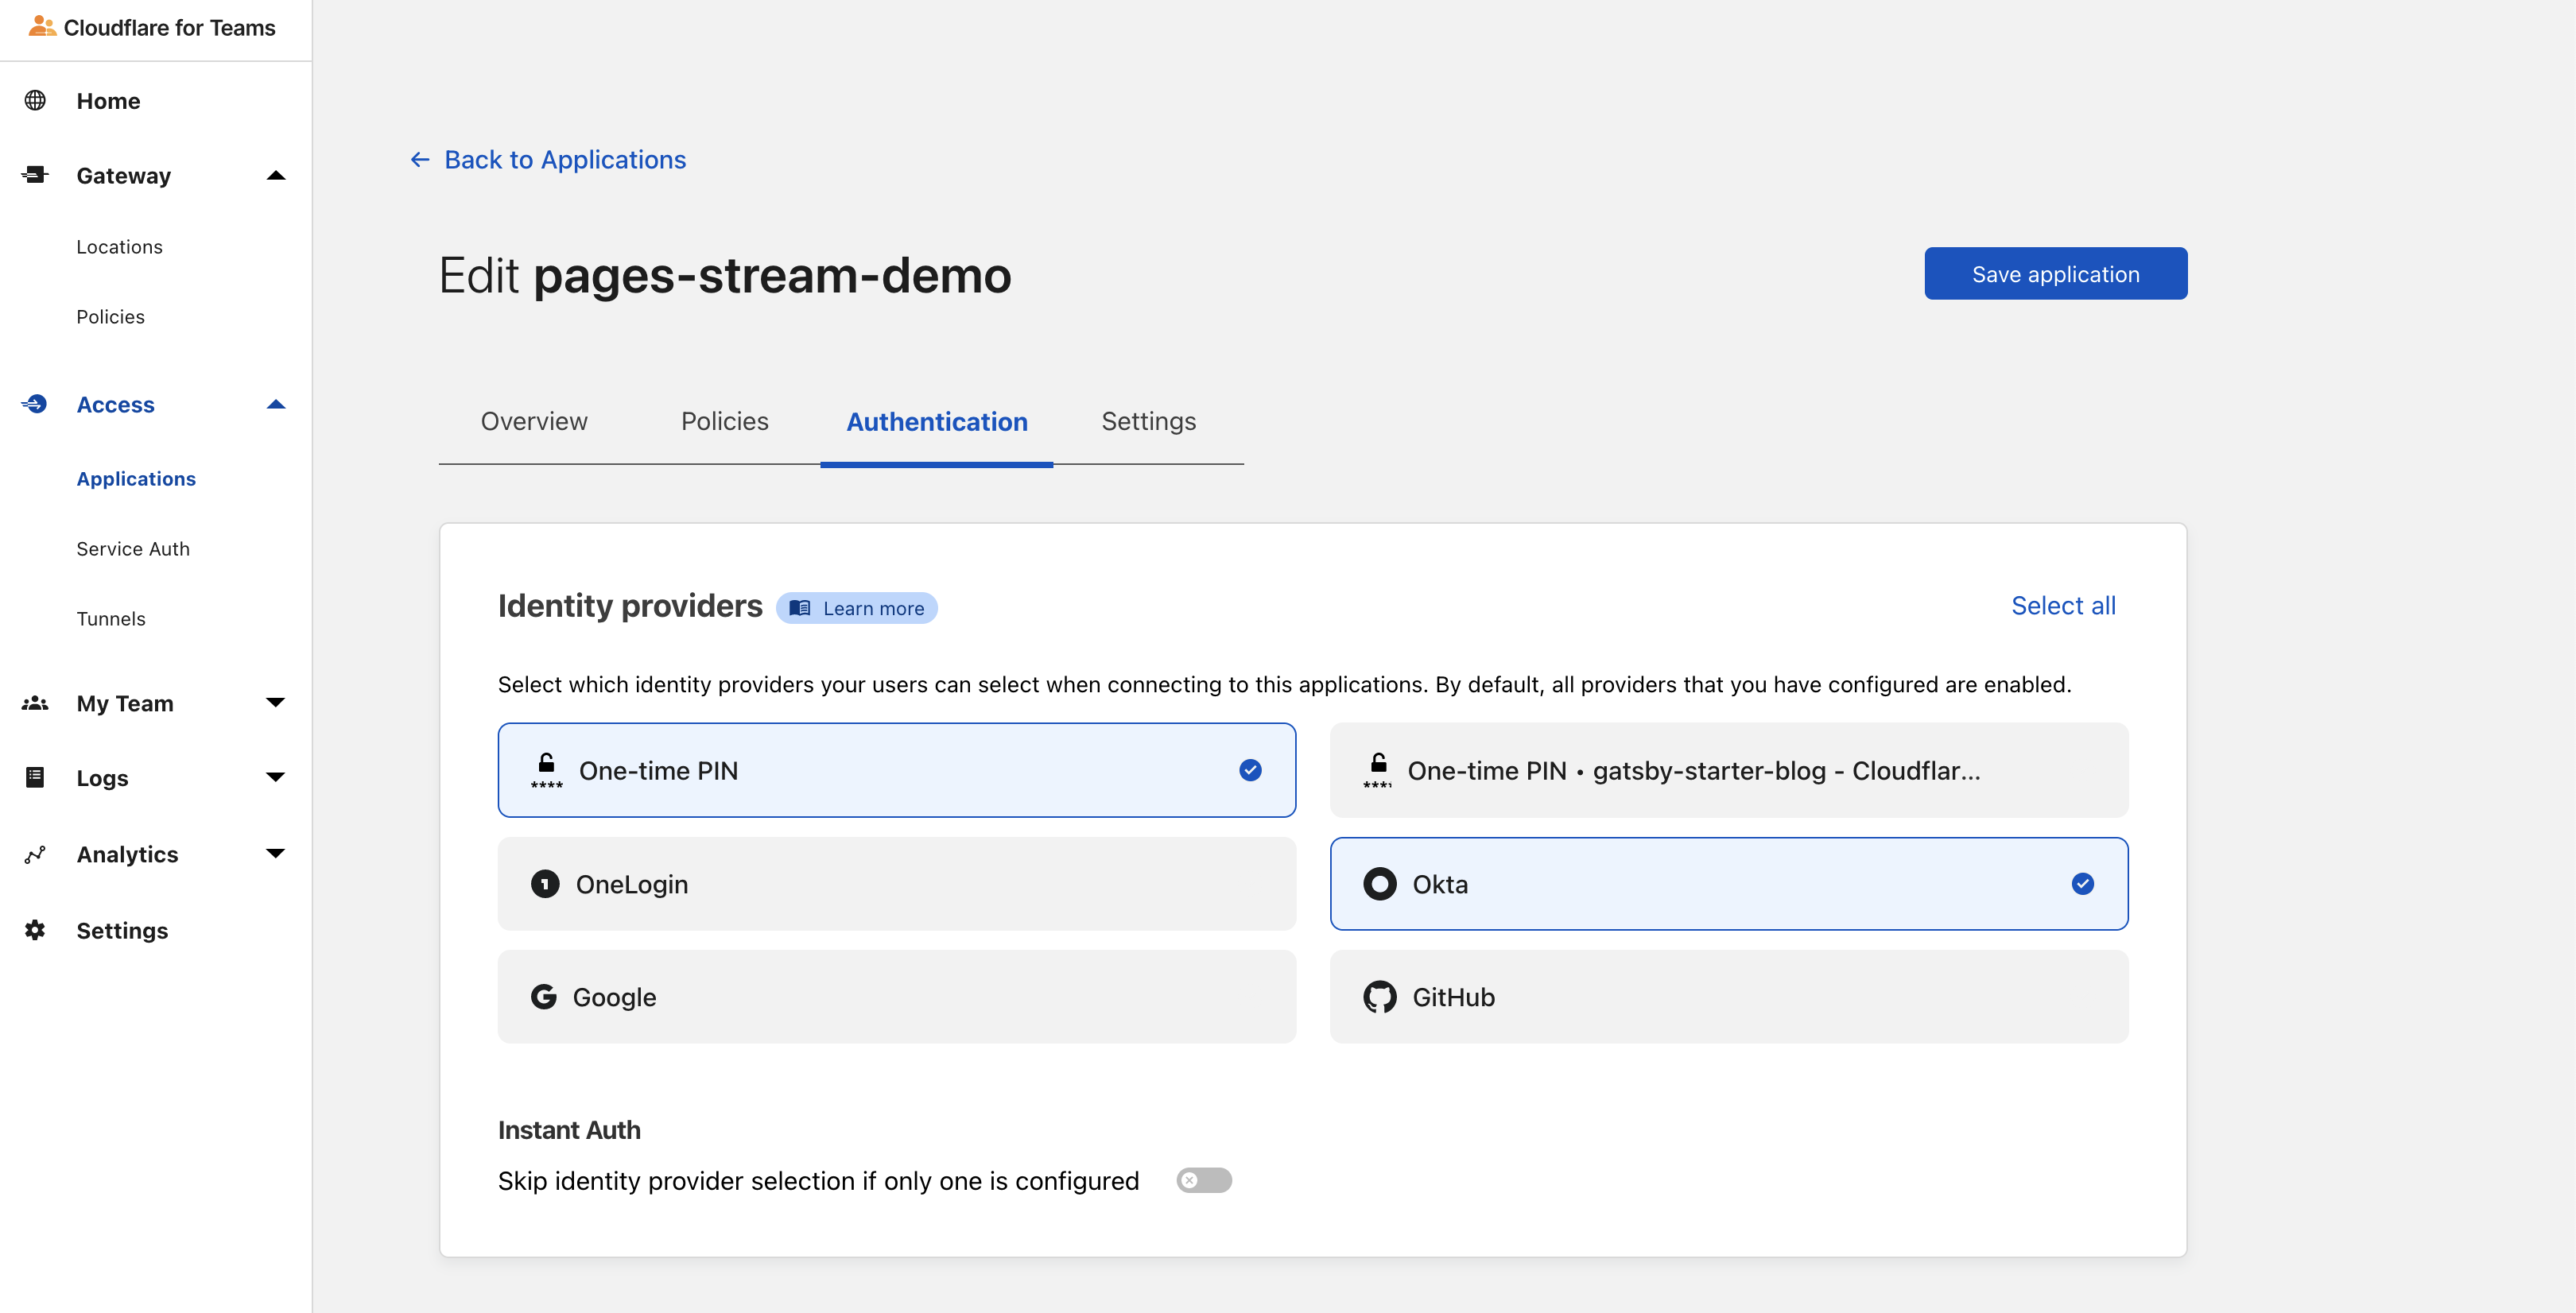 Cloudflare for Teams
Home
Gateway
Locations
Policies
Access
Applications
Service Auth
Tunnels
My Team
Logs
Analytics
Settings
Back to Applications
Edit pages-stream-demo
Save application
Overview
Policies
Authentication
Settings
Identity providers
Learn more
Select all
Select which identity providers your users can select when connecting to this applications. By default, all providers that you have configured are enabled.
One-time PIN
One-time PIN • gatsby-starter-blog - Cloudflar...
OneLogin
Okta
Google
GitHub
Instant Auth
Skip identity provider selection if only one is configured